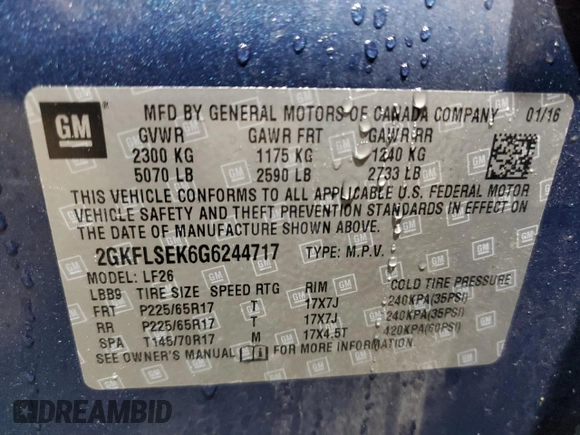 GM
MFD BY GENERAL MOTORS OF CANADA COMPANY 01/16
GVWR GAWR FRT GAWR RR
2300 KG 1175 KG 1240 KG
5070 LB 2590 LB 2733 LB
THIS VEHICLE CONFORMS TO ALL APPLICABLE U.S. FEDERAL MOTOR
VEHICLE SAFETY AND THEFT PREVENTION STANDARDS IN EFFECT ON
THE DATE OF MANUFACTURE SHOWN ABOVE.
2GKFLSEK6G6244717 TYPE: M.P.V.
MODEL: LF26
LBB9 TIRE SIZE SPEED RTG RIM COLD TIRE PRESSURE
FRT P225/65R17 T 17X7J 240KPA(35PSI)
RR P225/65R17 T 17X7J 240KPA(35PSI)
SPA T145/70R17 M 17X4.5T 420KPA(60PSI)
SEE OWNER'S MANUAL FOR MORE INFORMATION
DREAMBID